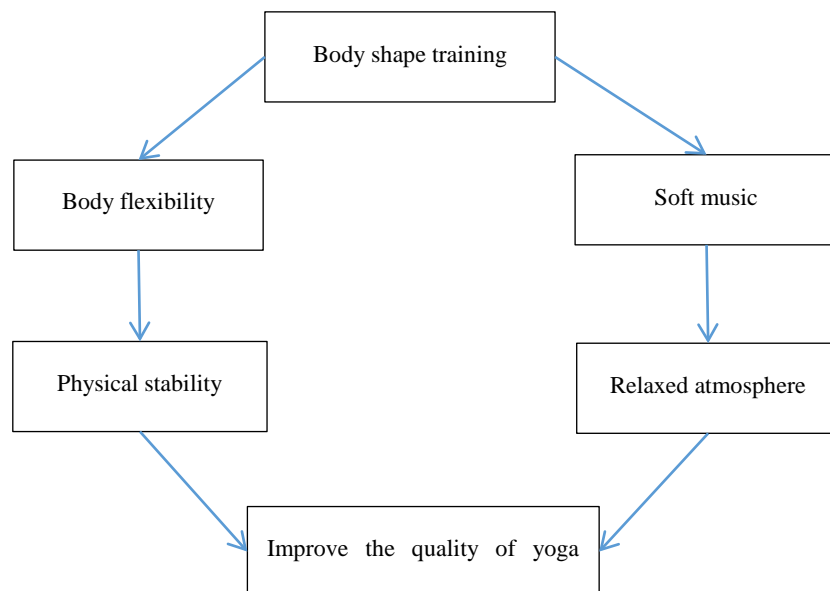 Body shape training
Body flexibility
Soft music
Physical stability
Relaxed atmosphere
Improve the quality of yoga